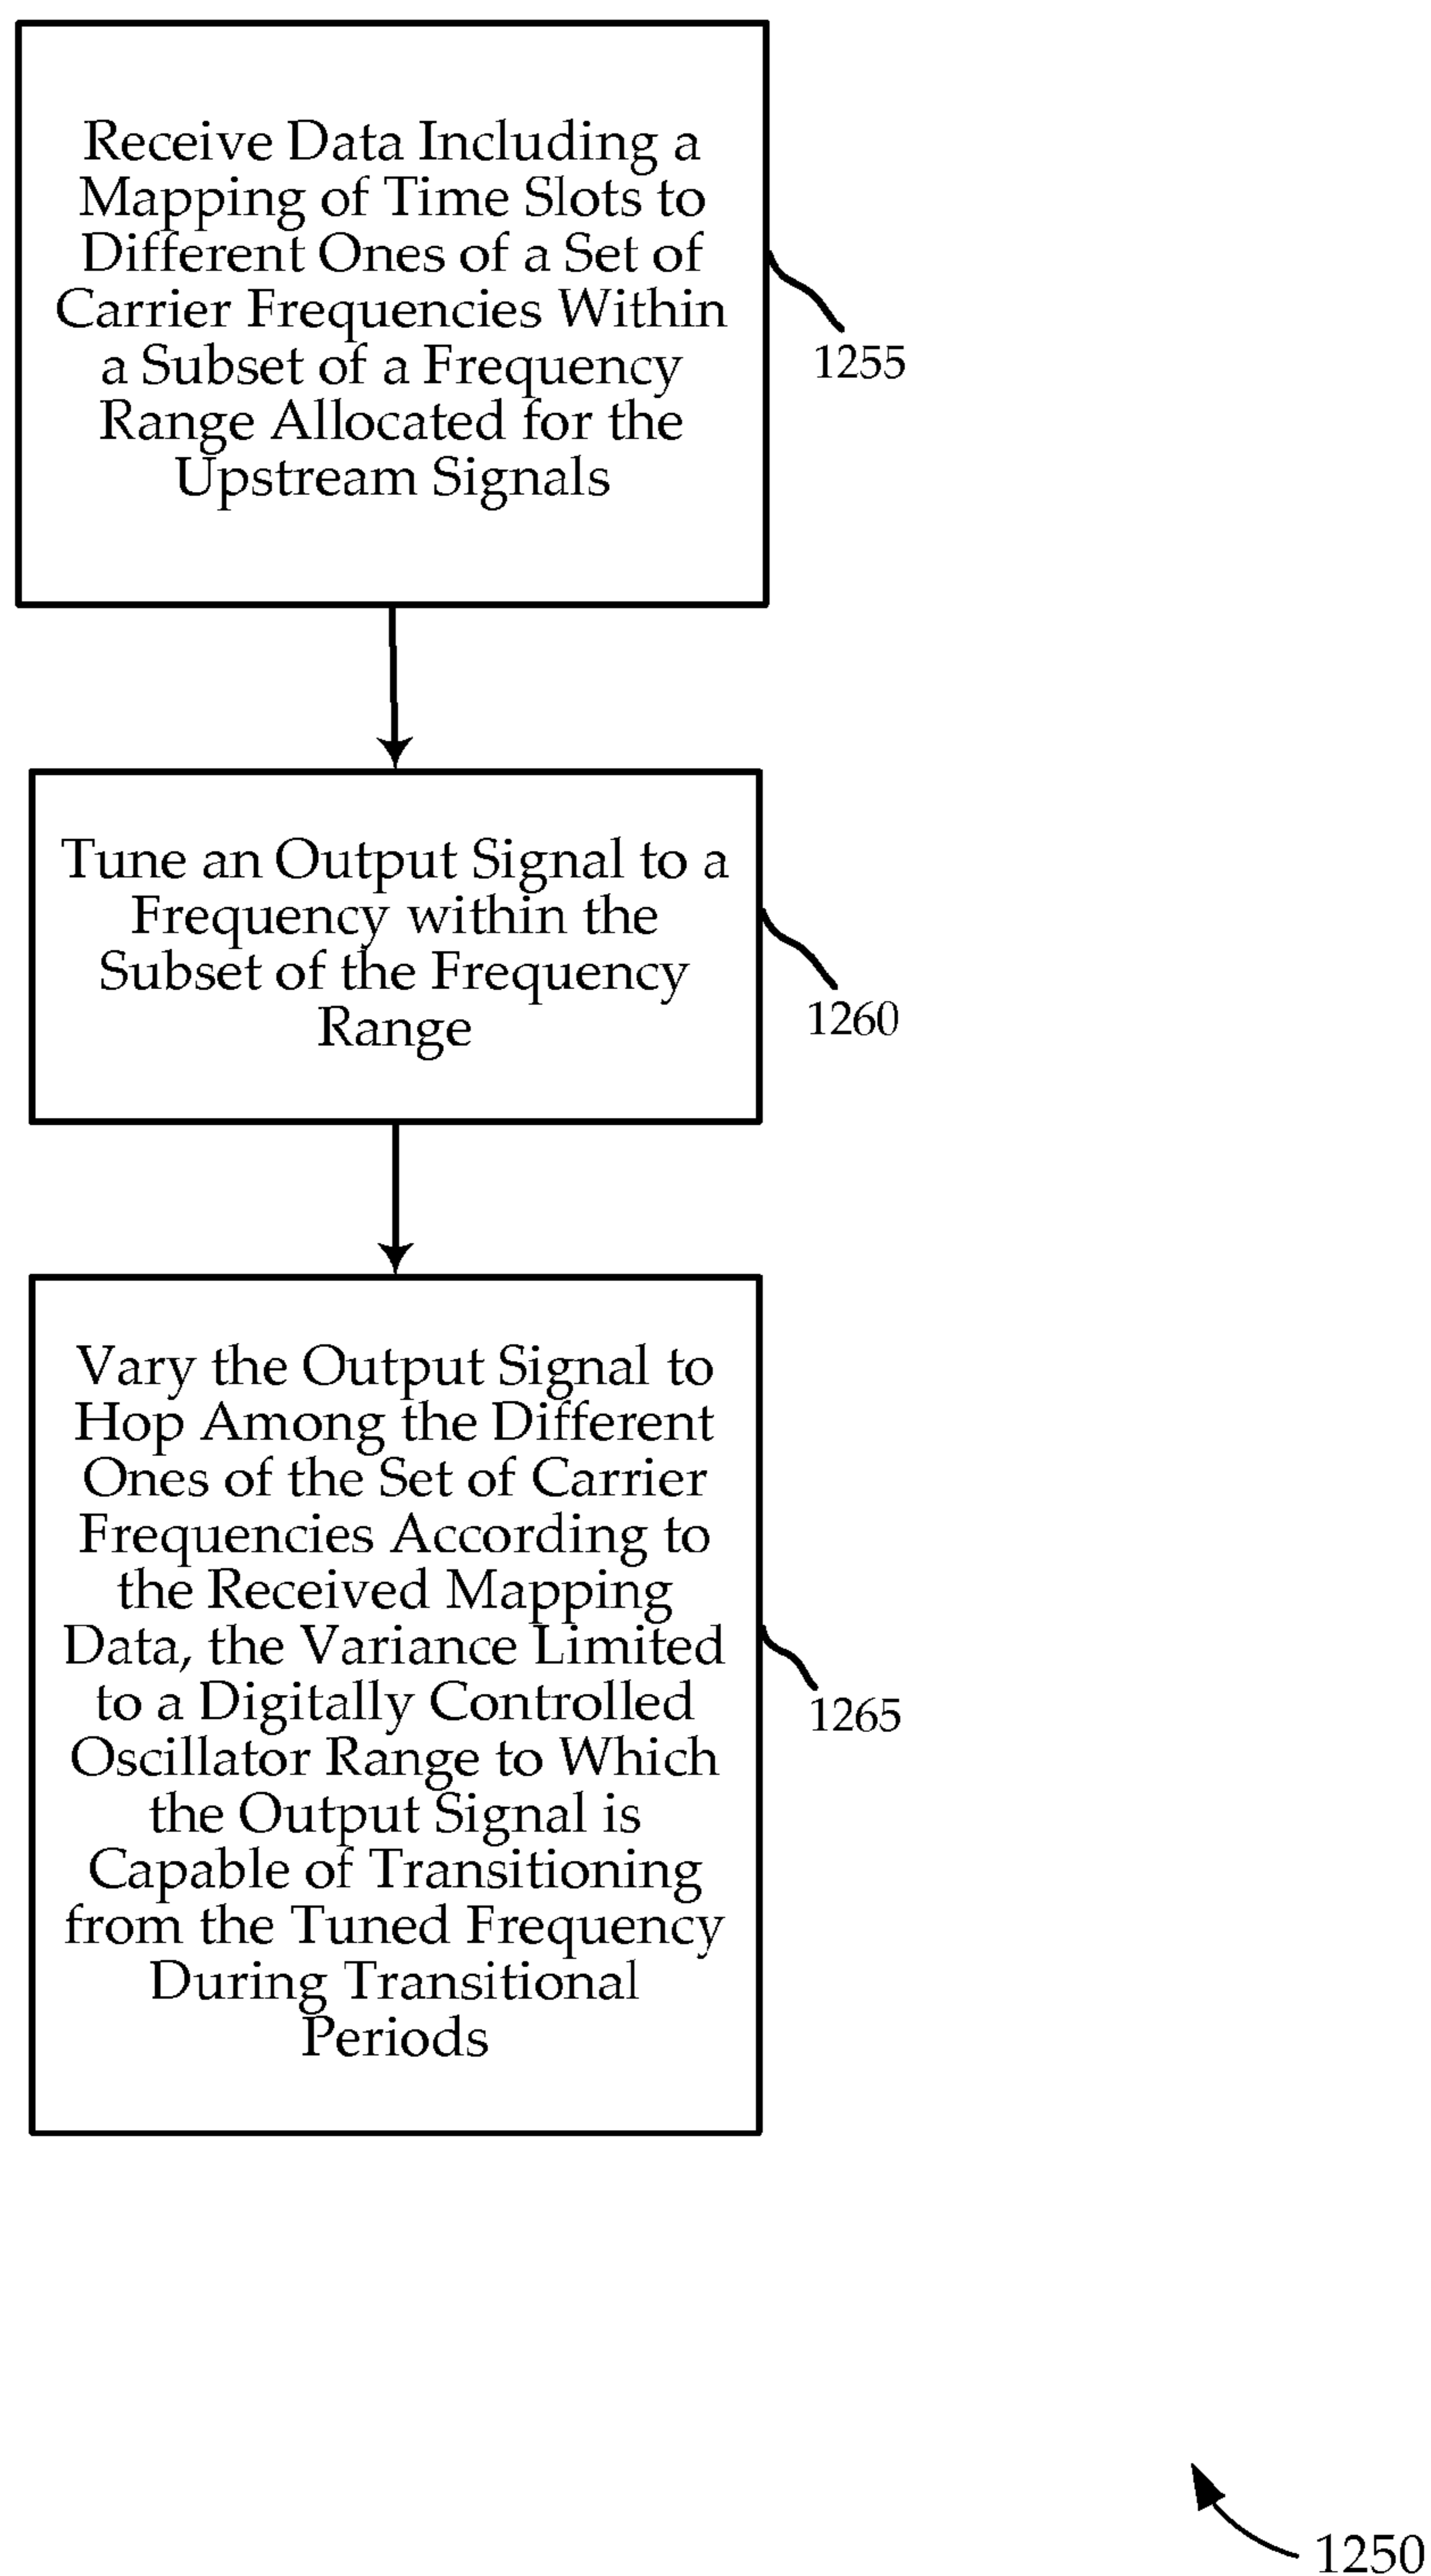 Receive Data Including a
Mapping of Time Slots to
Different Ones of a Set of
Carrier Frequencies Within
a Subset of a Frequency
Range Allocated for the
Upstream Signals
1255
Tune an Output Signal to a
Frequency within the
Subset of the Frequency
Range
1260
Vary the Output Signal to
Hop Among the Different
Ones of the Set of Carrier
Frequencies According to
the Received Mapping
Data, the Variance Limited
to a Digitally Controlled
Oscillator Range to Which
the Output Signal is
Capable of Transitioning
from the Tuned Frequency
During Transitional
Periods
1265
1250